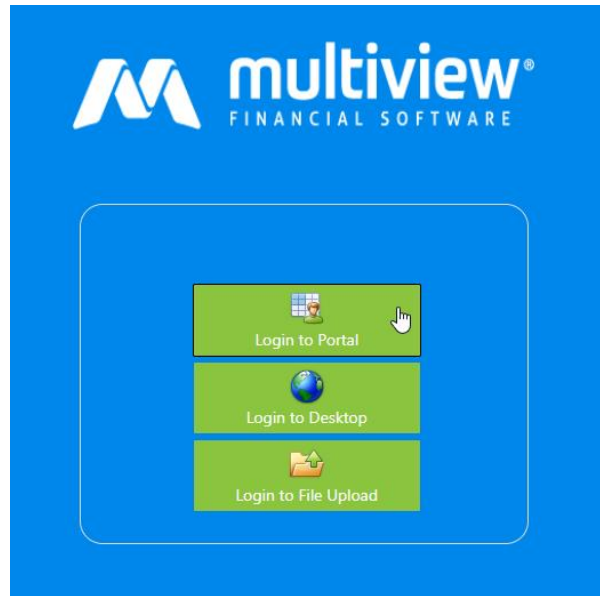 multiview®
FINANCIAL SOFTWARE
Login to Portal
Login to Desktop
Login to File Upload